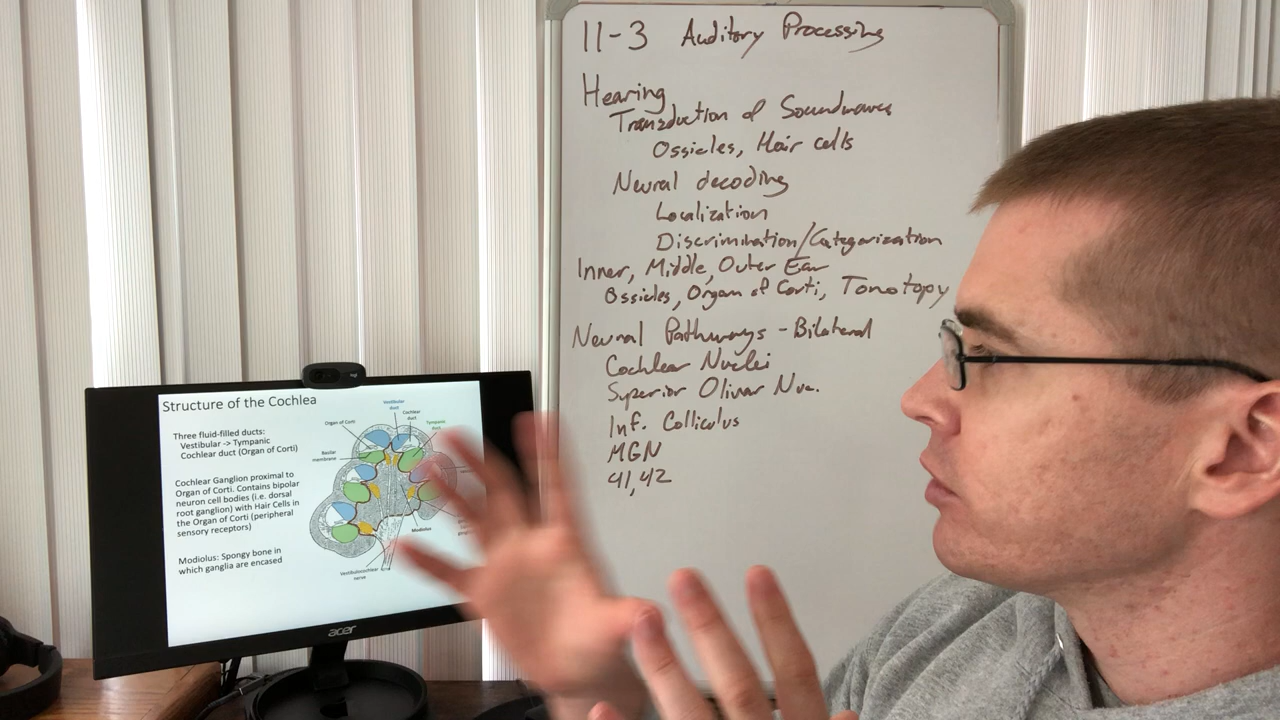 11-3 Auditory Processing
Hearing
Transduction of Soundwaves
Ossicles, Hair cells
Neural decoding
Localization
Discrimination/Categorization
Inner, Middle, Outer Ear
Ossicles, Organ of Corti, Tonotopy
Neural Pathways - Bilateral
Cochlear Nuclei
Superior Olivar Nuc.
Inf. Colliculus
MGN
41, 42
Structure of the Cochlea
Three fluid-filled ducts:
Vestibular -> Tympanic
Cochlear duct (Organ of Corti)
Cochlear Ganglion proximal to
Organ of Corti. Contains bipolar
neuron cell bodies (i.e. dorsal
root ganglion) with Hair Cells in
the Organ of Corti (peripheral
sensory receptors)
Modiolus: Spongy bone in
which ganglia are encased
Vestibular
duct
Cochlear
duct
Tympanic
duct
Organ of Corti
Basilar
membrane
Modiolus
Vestibulocochlear
nerve
acer